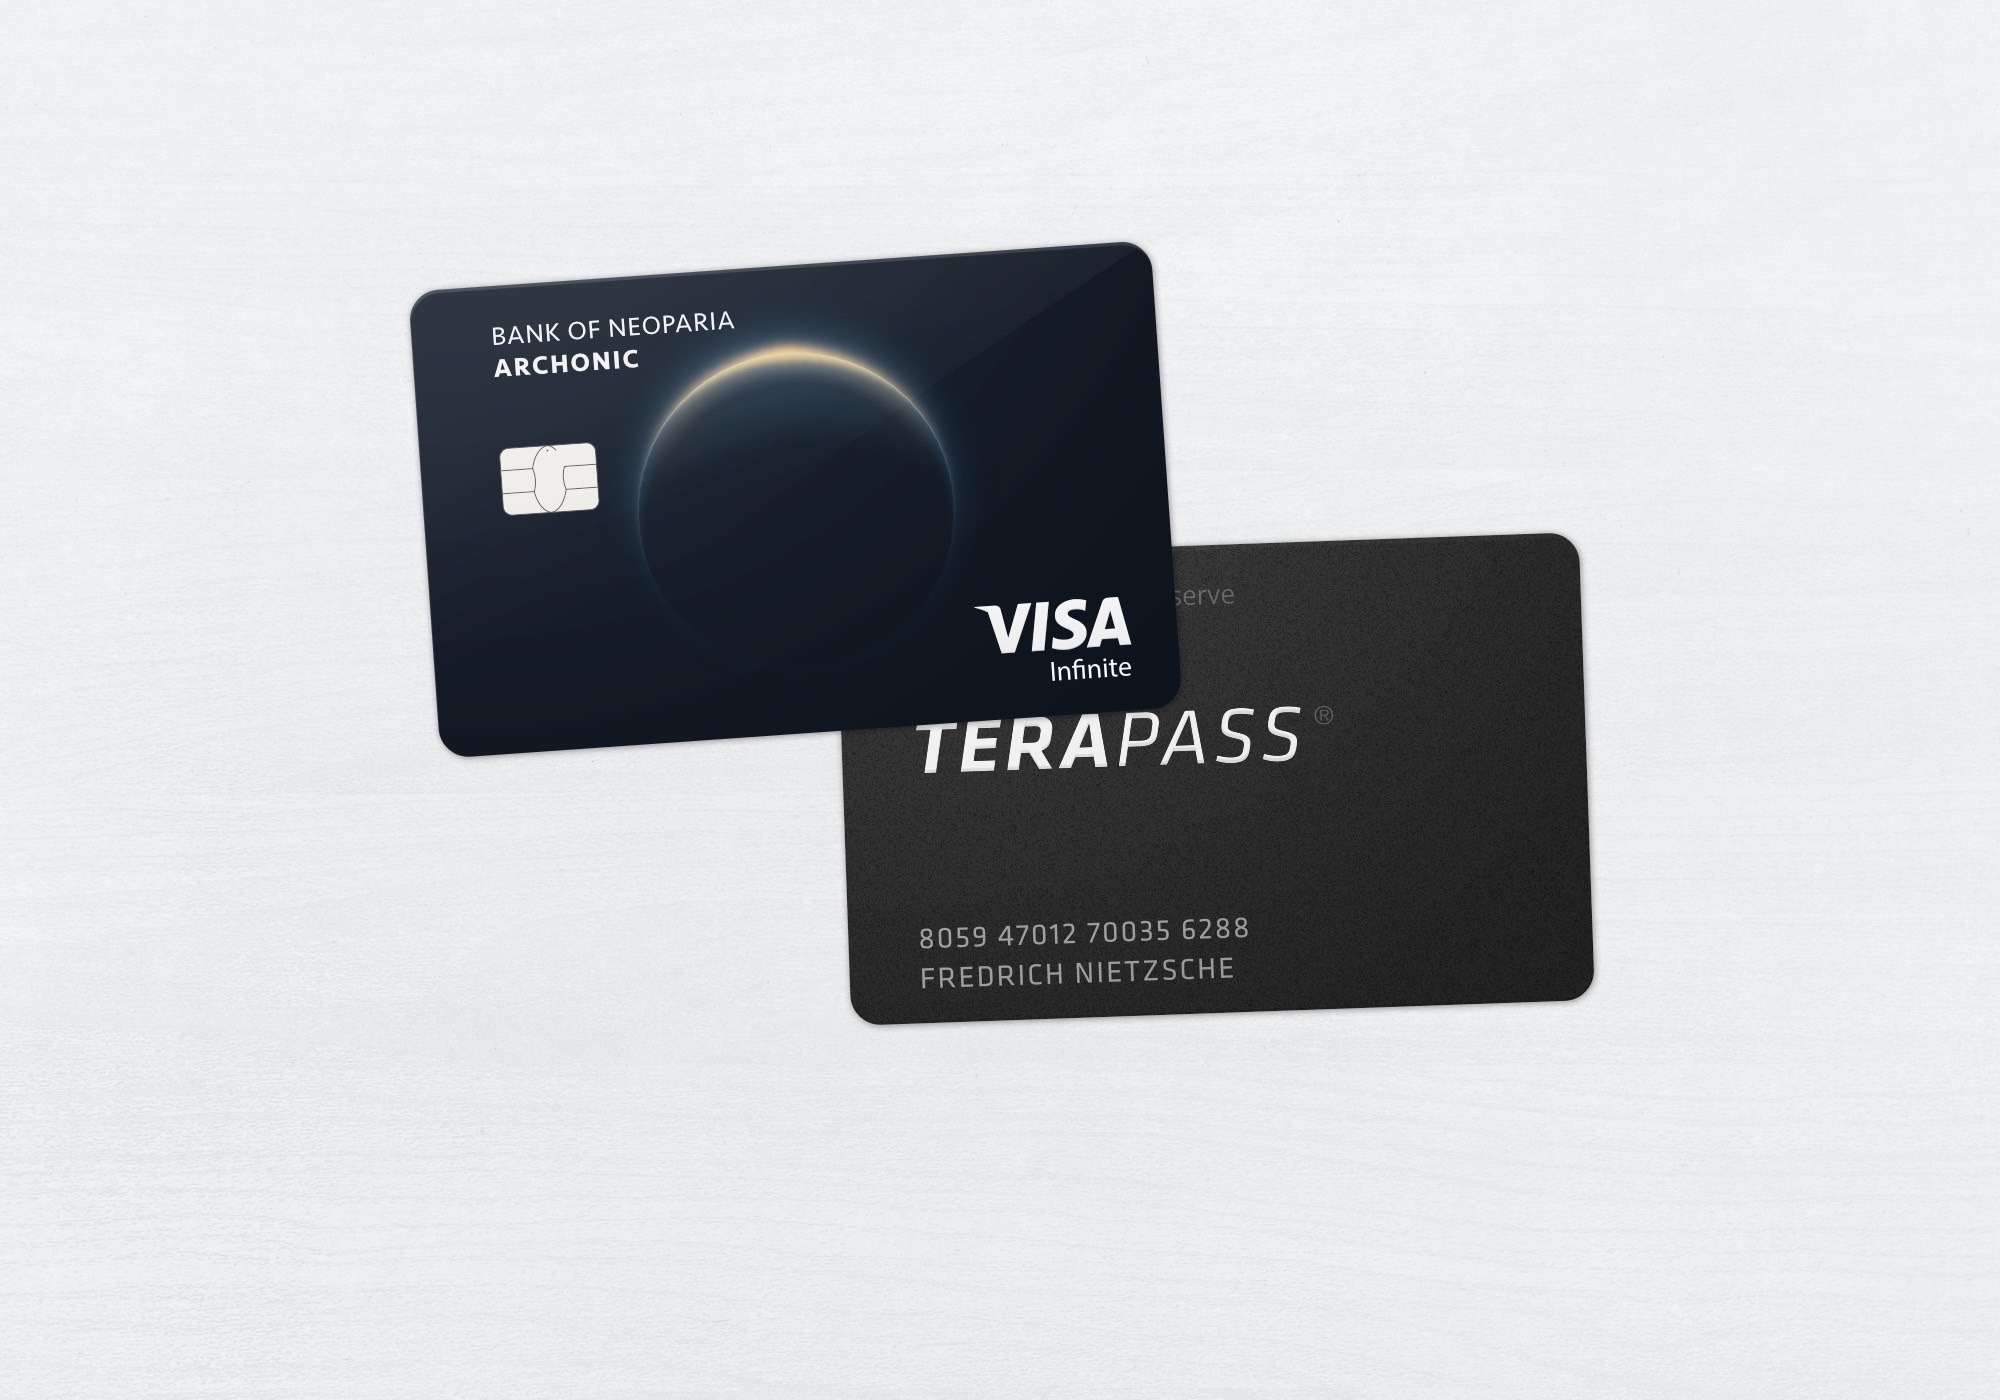 BANK OF NEOPARIA
ARCHONIC
VISA
Infinite
serve
TERAPASS®
8059 47012 70035 6288
FREDRICH NIETZSCHE